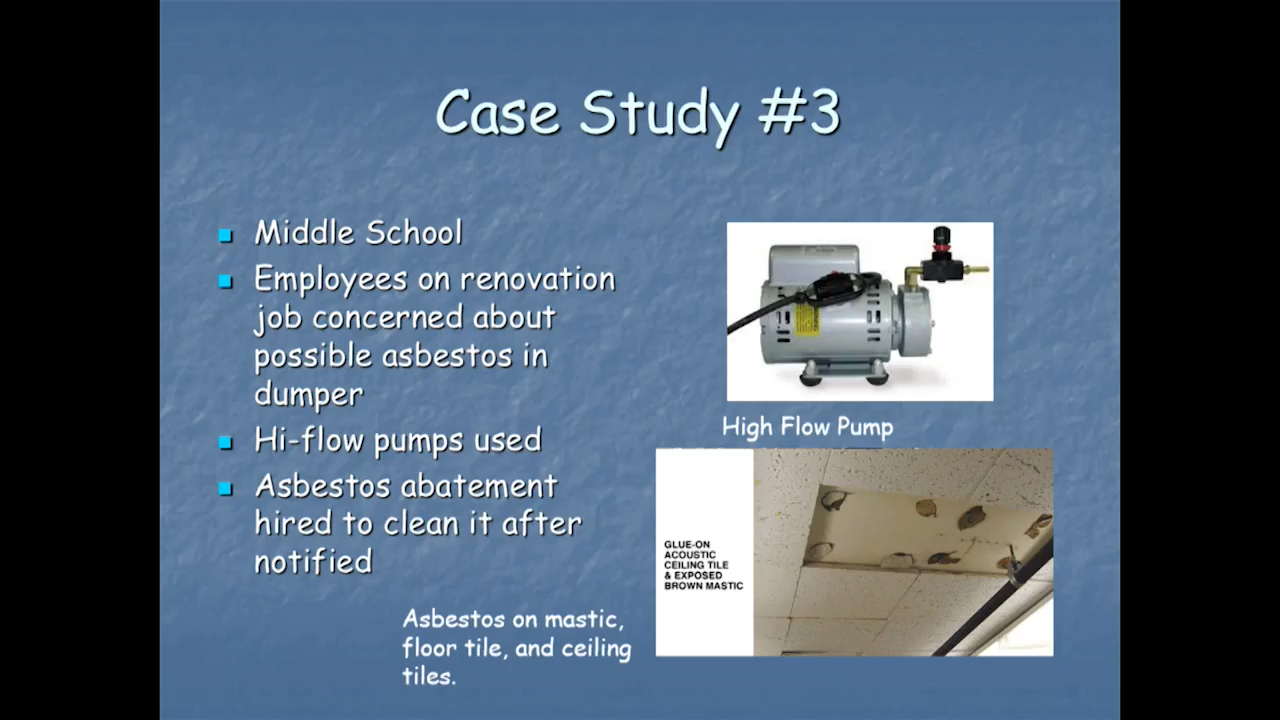 Case Study #3
Middle School
Employees on renovation
job concerned about
possible asbestos in
dumper
Hi-flow pumps used
Asbestos abatement
hired to clean it after
notified
Asbestos on mastic,
floor tile, and ceiling
tiles.
WARNING
High Flow Pump
GLUE-ON
ACOUSTIC
CEILING TILE
& EXPOSED
BROWN MASTIC